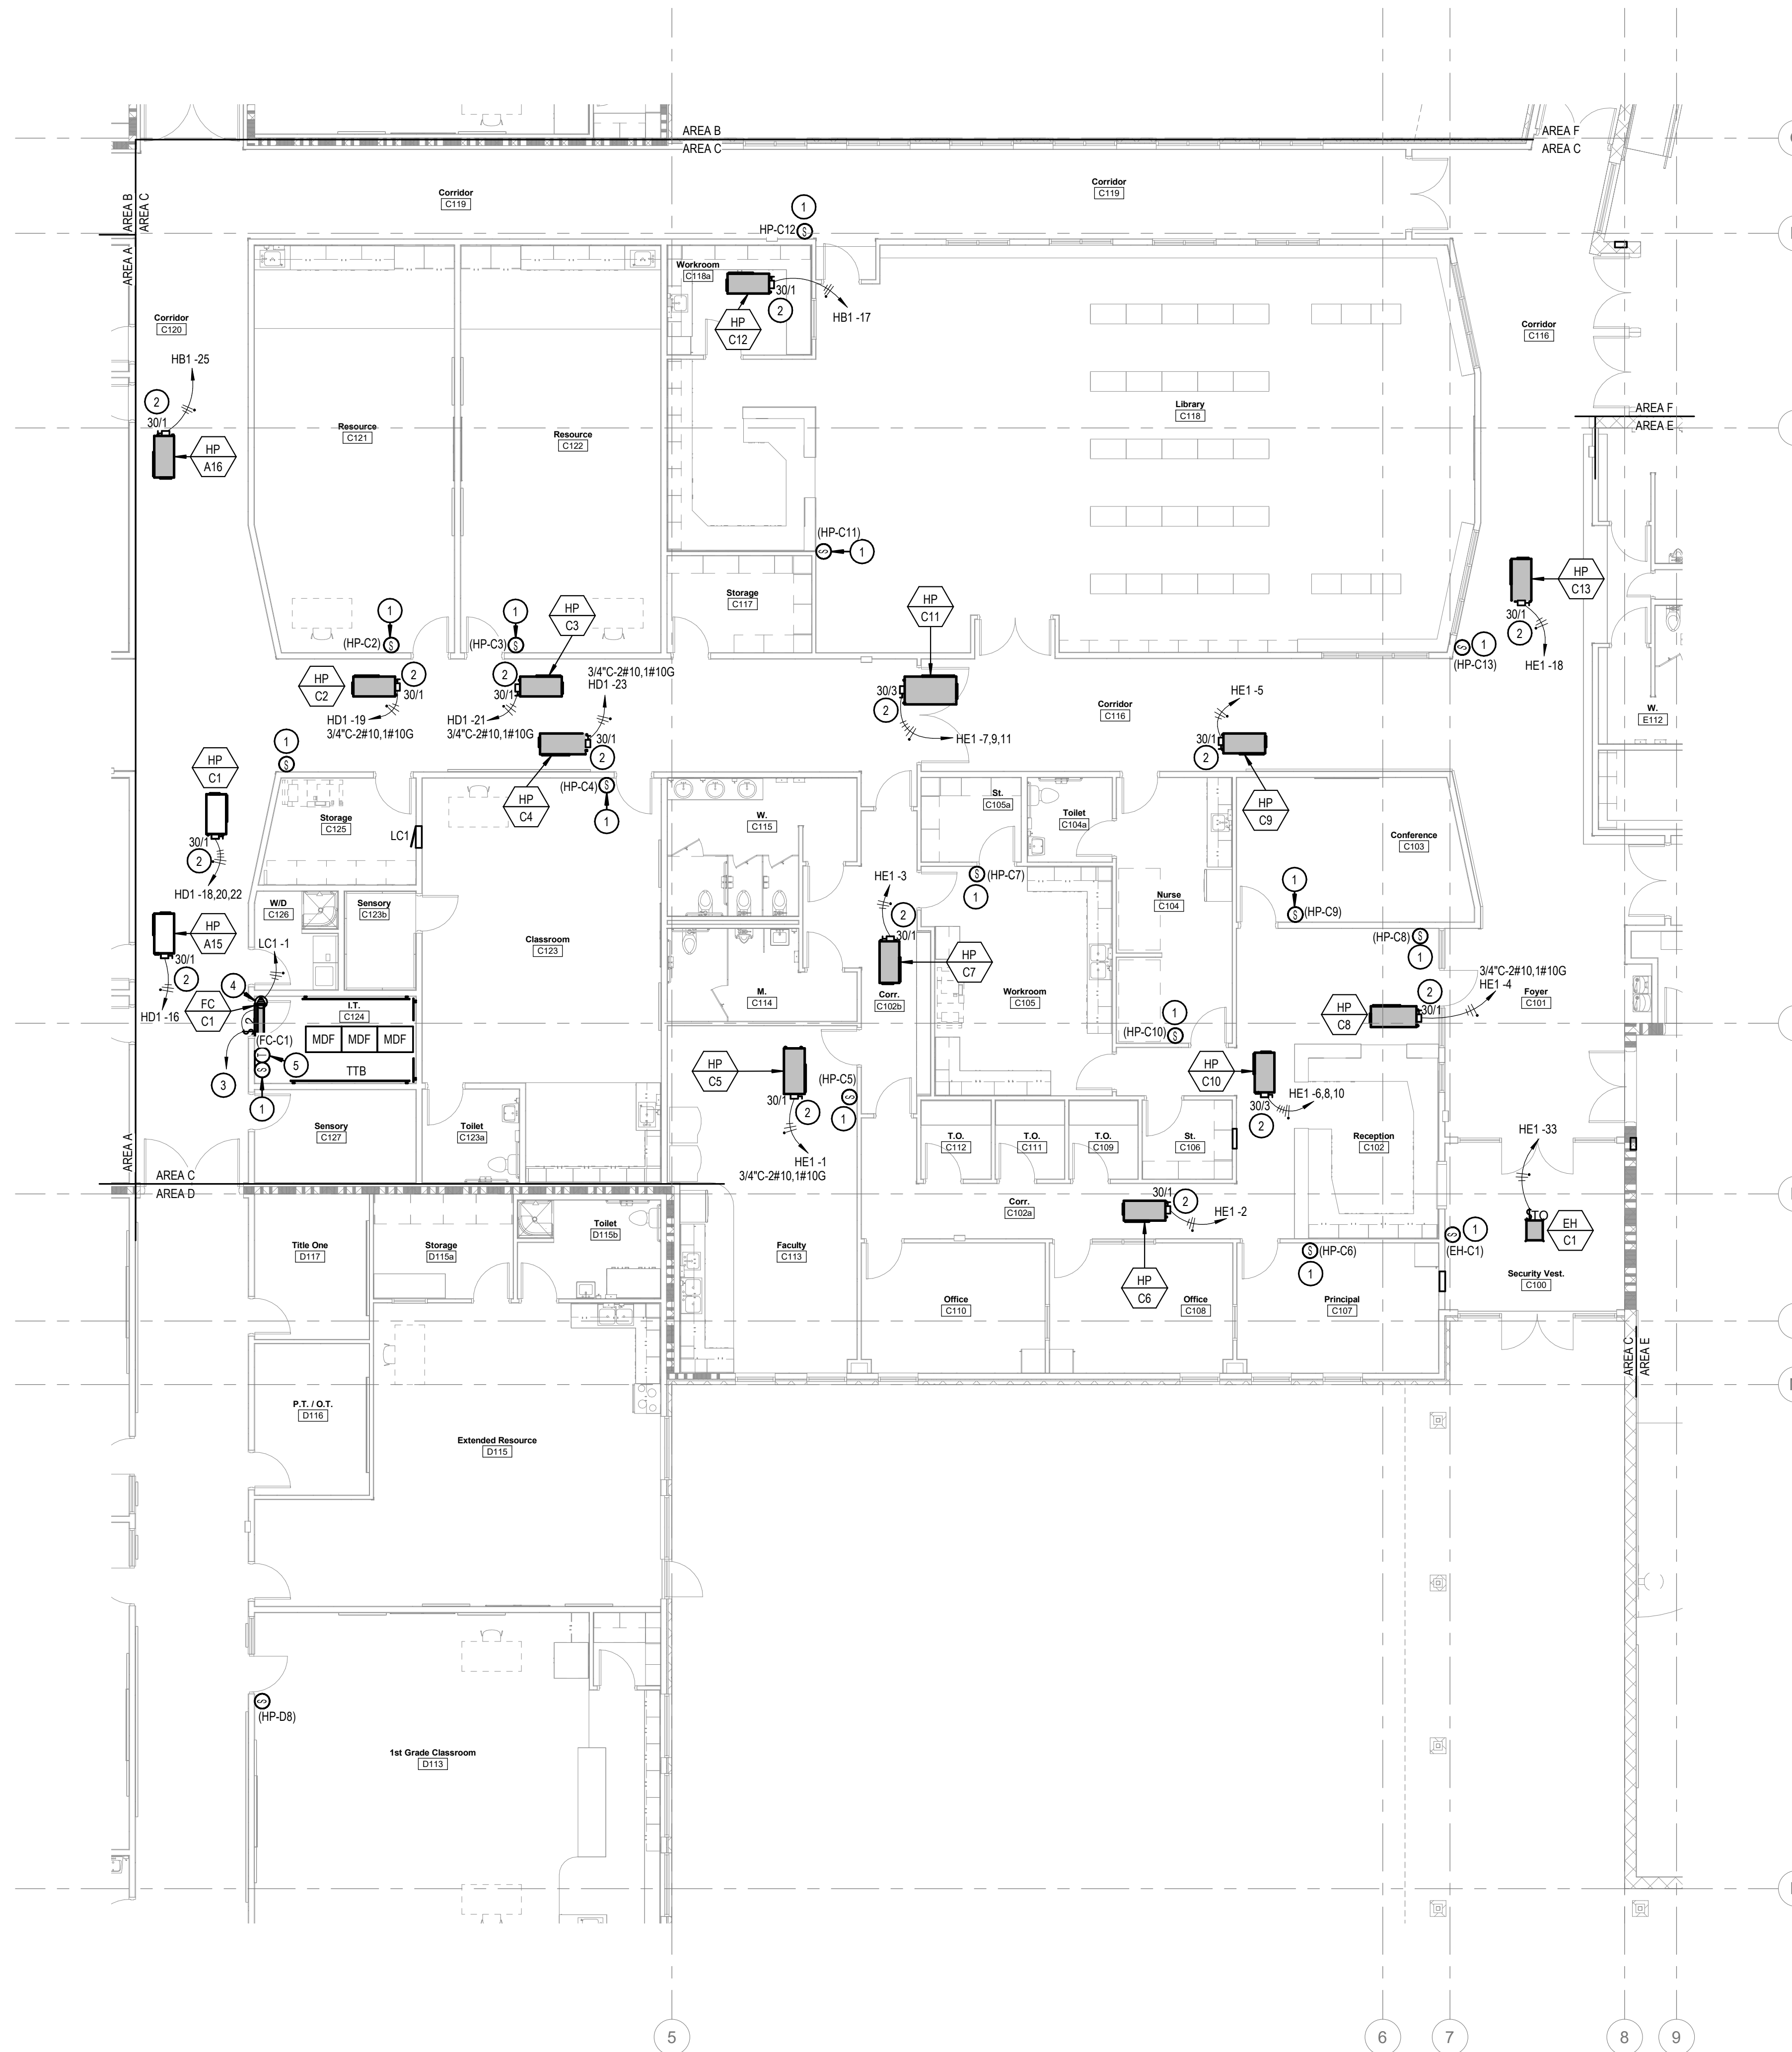 AREA B
AREA C
AREA F
AREA C
AREA B
AREA C
AREA A
Corridor
C119
Corridor
C119
1
HP-C12
S
Workroom
C118a
30/1
2
HP
C12
HB1 -17
Corridor
C120
HB1 -25
2
30/1
HP
A16
Corridor
C116
AREA F
AREA E
Resource
C121
Resource
C122
Library
C118
(HP-C11)
S
1
Storage
C117
HP
C11
HP
C13
30/1
2
HE1 -18
1
(HP-C2)
S
1
(HP-C3)
S
HP
C3
S
1
(HP-C13)
HP
C2
2
30/1
HD1 -19
3/4"C-2#10,1#10G
2
30/1
HD1 -21
3/4"C-2#10,1#10G
3/4"C-2#10,1#10G
HD1 -23
30/1
2
30/3
2
HE1 -7,9,11
Corridor
C116
HE1 -5
30/1
2
W.
E112
1
S
HP
C1
30/1
2
HD1 -18,20,22
(HP-C4)
S
1
HP
C4
HP
C9
Storage
C125
LC1
W.
C115
St.
C105a
Toilet
C104a
Conference
C103
S
(HP-C7)
1
HE1 -3
2
30/1
HP
C7
Nurse
C104
1
S
(HP-C9)
W/D
C126
Sensory
C123b
Classroom
C123
HP
A15
30/1
2
HD1 -16
LC1 -1
4
FC
C1
$2
(FC-C1)
T
5
S
3
1
I.T.
C124
MDF
MDF
MDF
TTB
M.
C114
Corr.
C102b
Workroom
C105
1
(HP-C10)
S
(HP-C8)
S
1
3/4"C-2#10,1#10G
HE1 -4
2
30/1
HP
C8
Foyer
C101
HP
C5
30/1
2
(HP-C5)
S
1
HE1 -1
3/4"C-2#10,1#10G
HP
C10
30/3
2
HE1 -6,8,10
Sensory
C127
Toilet
C123a
T.O.
C112
T.O.
C111
T.O.
C109
St.
C106
Reception
C102
HE1 -33
AREA A
AREA C
AREA D
Corr.
C102a
30/1
2
HE1 -2
HP
C6
$TO
EH
C1
S
1
(EH-C1)
S
(HP-C6)
1
Title One
D117
Storage
D115a
Toilet
D115b
Faculty
C113
Office
C110
Office
C108
Principal
C107
Security Vest.
C100
AREA C
AREA E
P.T. / O.T.
D116
Extended Resource
D115
S
(HP-D8)
1st Grade Classroom
D113
5
6
7
8
9